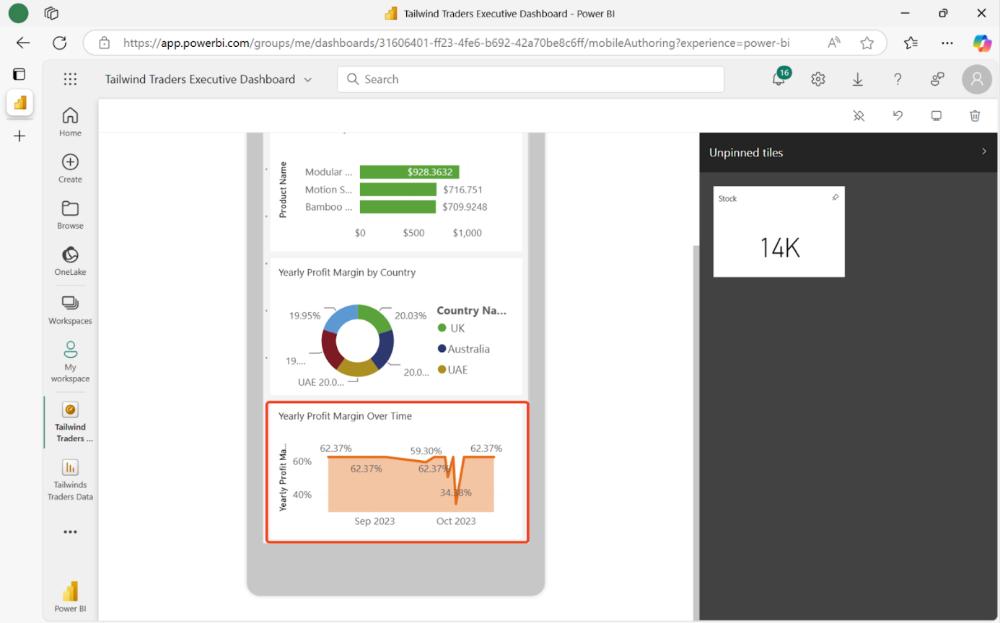 Tailwind Traders Executive Dashboard - Power BI
https://app.powerbi.com/groups/me/dashboards/31606401-ff23-4fe6-b692-42a70be8c6ff/mobileAuthoring?experience=power-bi
Tailwind Traders Executive Dashboard
Search
16
Home
Create
Browse
OneLake
Workspaces
My
workspace
Tailwind
Traders ...
Tailwinds
Traders Data
Power BI
Product Name
Modular ...
$928.3632
Motion S...
$716.751
Bamboo ...
$709.9248
$0
$500
$1,000
Yearly Profit Margin by Country
19.95%
20.03%
19....
20.0...
UAE 20.0...
Country Na...
UK
Australia
UAE
Yearly Profit Margin Over Time
Yearly Profit Ma...
60%
40%
62.37%
59.30%
62.37%
62.37%
62.37%
34.38%
Sep 2023
Oct 2023
Unpinned tiles
Stock
14K